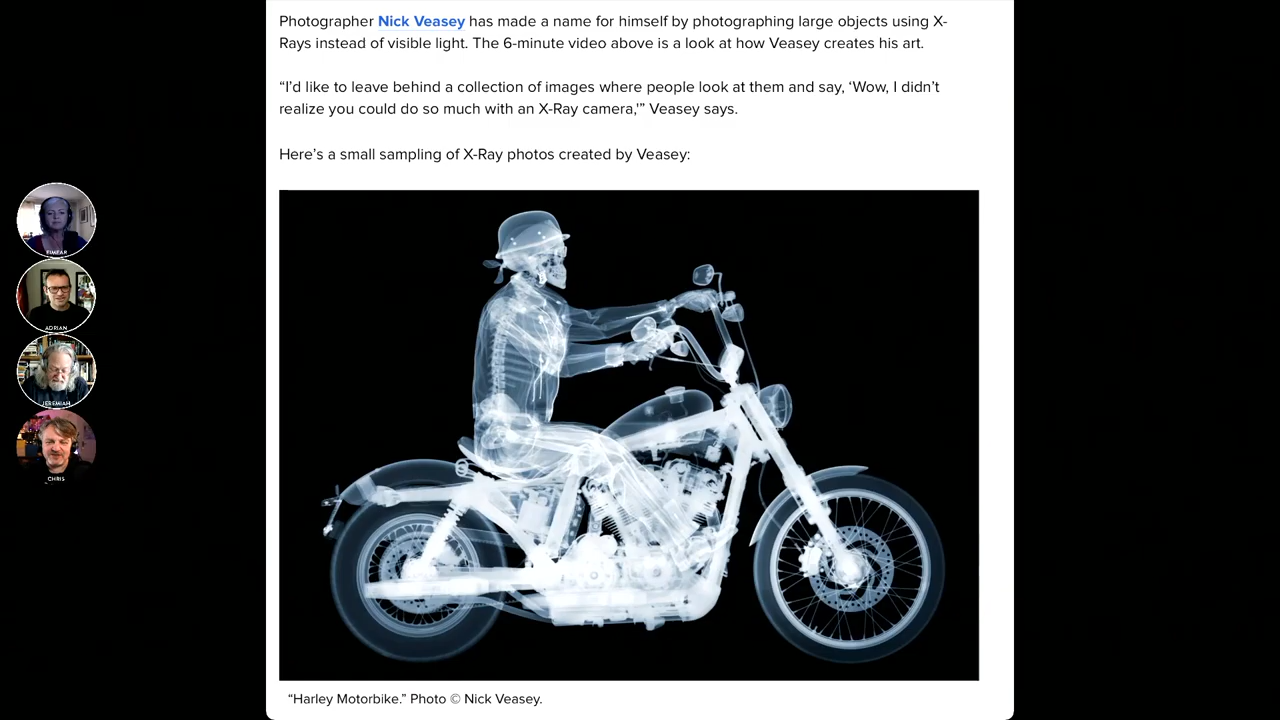 Photographer Nick Veasey has made a name for himself by photographing large objects using X-
Rays instead of visible light. The 6-minute video above is a look at how Veasey creates his art.
“I’d like to leave behind a collection of images where people look at them and say, ‘Wow, I didn’t
realize you could do so much with an X-Ray camera,'” Veasey says.
Here’s a small sampling of X-Ray photos created by Veasey:
EIMEAR
ADRIAN
JEREMIAH
CHRIS
“Harley Motorbike.” Photo © Nick Veasey.